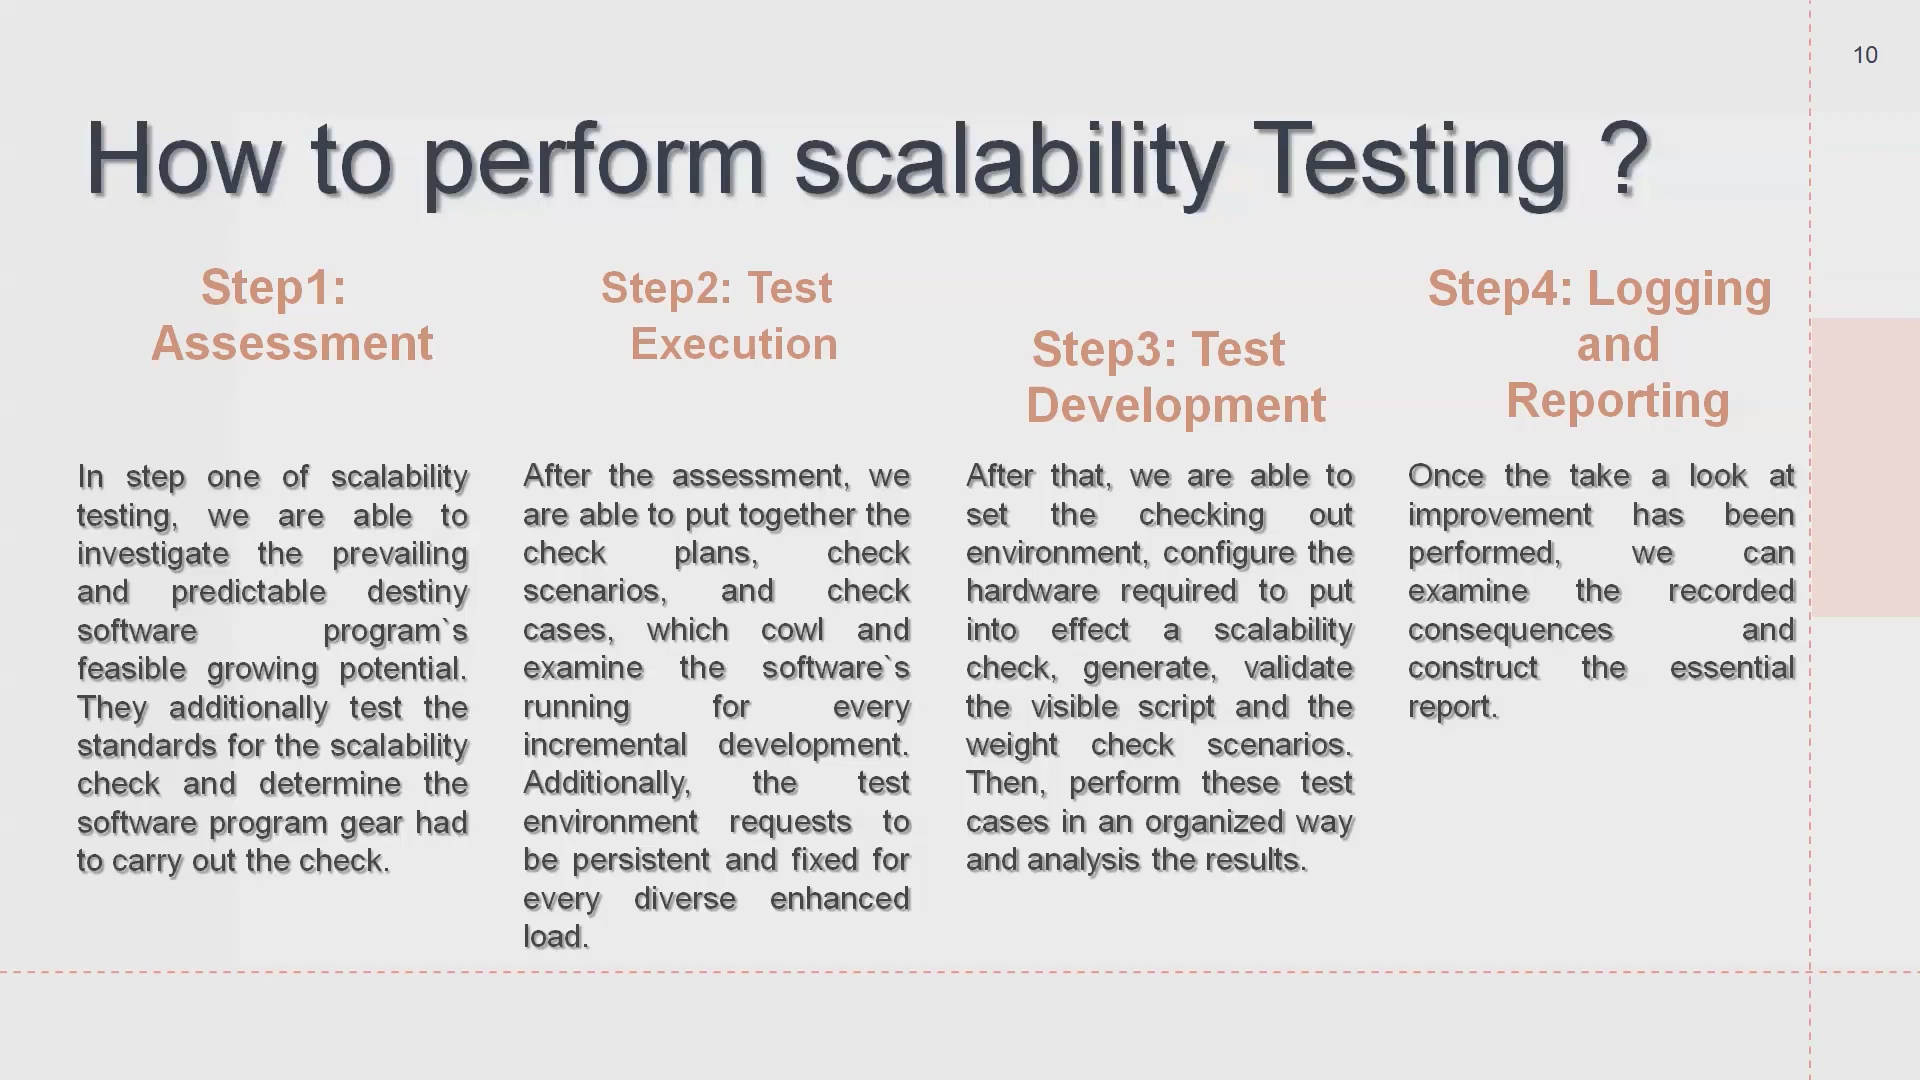 10
How to perform scalability Testing ?
Step1:
Assessment
In step one of scalability
testing, we are able to
investigate the prevailing
and predictable destiny
software program`s
feasible growing potential.
They additionally test the
standards for the scalability
check and determine the
software program gear had
to carry out the check.
Step2: Test
Execution
After the assessment, we
are able to put together the
check plans, check
scenarios, and check
cases, which cowl and
examine the software`s
running for every
incremental development.
Additionally, the test
environment requests to
be persistent and fixed for
every diverse enhanced
load.
Step3: Test
Development
After that, we are able to
set the checking out
environment, configure the
hardware required to put
into effect a scalability
check, generate, validate
the visible script and the
weight check scenarios.
Then, perform these test
cases in an organized way
and analysis the results.
Step4: Logging
and
Reporting
Once the take a look at
improvement has been
performed, we can
examine the recorded
consequences and
construct the essential
report.